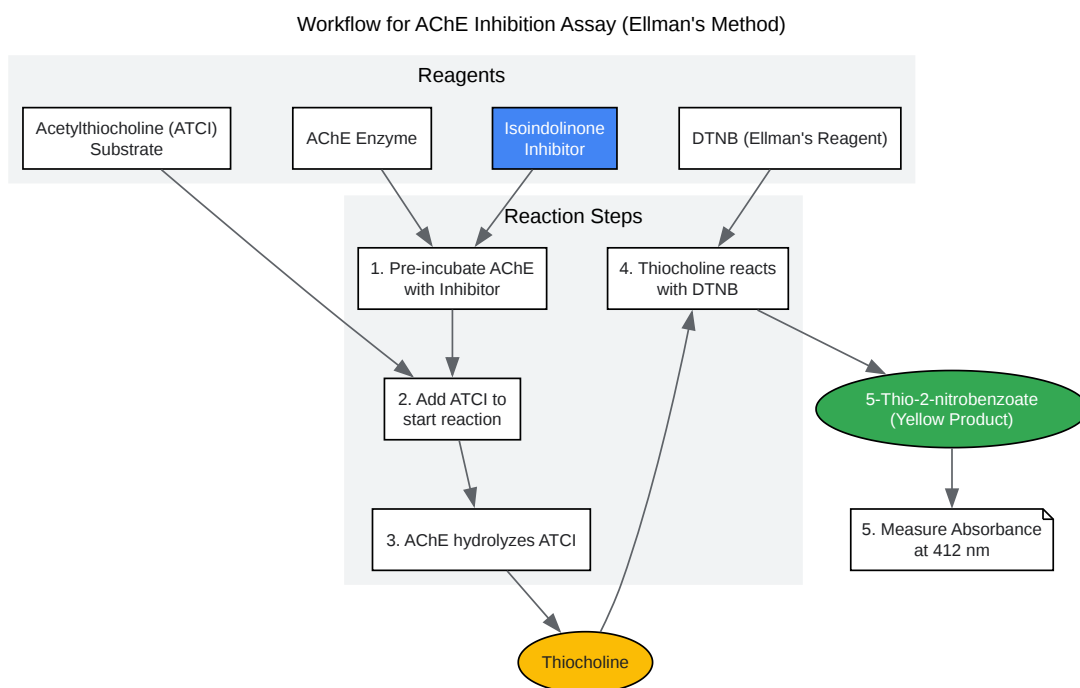 Workflow for AChE Inhibition Assay (Ellman's Method)
Reagents
Acetylthiocholine (ATCI)
Substrate
AChE Enzyme
Isoindolinone
Inhibitor
DTNB (Ellman's Reagent)
Reaction Steps
1. Pre-incubate AChE
with Inhibitor
4. Thiocholine reacts
with DTNB
2. Add ATCI to
start reaction
5-Thio-2-nitrobenzoate
(Yellow Product)
3. AChE hydrolyzes ATCI
5. Measure Absorbance
at 412 nm
Thiocholine